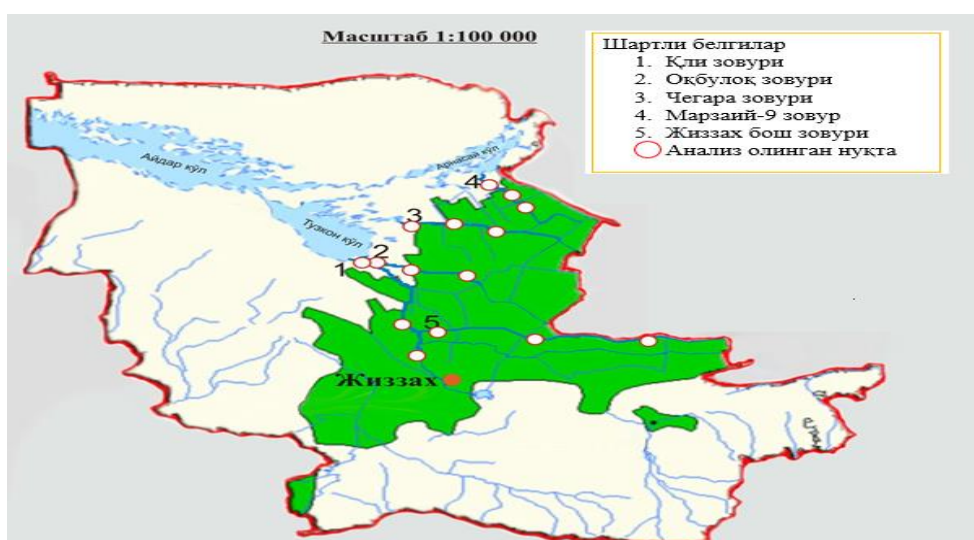 Масштаб 1:100 000
Шартли белгилар
1. Қли зовури
2. Оқбулоқ зовури
3. Чегара зовури
4. Марзаий-9 зовур
5. Жиззах бош зовури
Анализ олинган нуқта
Айдар кўл
Арнасай кўл
Тузкон кўл
4
3
2
1
5
Жиззах